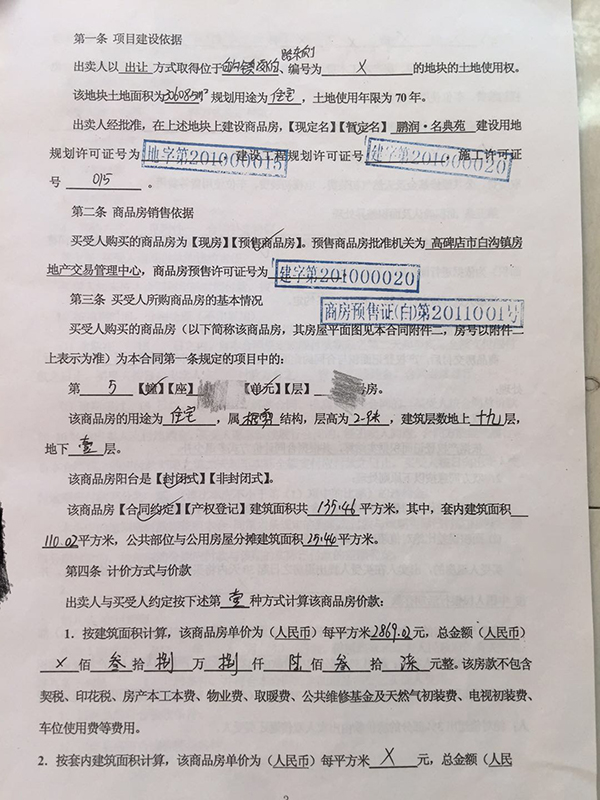 第一条 项目建设依据
路东侧
出卖人以 出让 方式取得位于 白沟镇 、编号为 × 的地块的土地使用权。
该地块土地面积为30685m² 规划用途为 住宅 ，土地使用年限为 70 年。
出卖人经批准，在上述地块上建设商品房，【现定名】【暂定名】 鹏润·名典苑 建设用地
规划许可证号为 地字第201000015 ，建设工程规划许可证号 建字第201000020 ，施工许可证
号 015 。
第二条 商品房销售依据
买受人购买的商品房为【现房】【预售商品房】。预售商品房批准机关为 高碑店市白沟镇房
地产交易管理中心，商品房预售许可证号为 建字第201000020
商房预售证(白)第2011001号
第三条 买受人所购商品房的基本情况
买受人购买的商品房（以下简称该商品房，其房屋平面图见本合同附件二，房号以附件一
上表示为准）为本合同第一条规定的项目中的：
第 5 【幢】【座】 【单元】【层】 号房。
该商品房的用途为 住宅 ，属 框剪 结构，层高为 2.9米 ，建筑层数地上 十九 层，
地下 壹 层。
该商品房阳台是【封闭式】【非封闭式】。
该商品房【合同约定】【产权登记】建筑面积共 135.46 平方米，其中，套内建筑面积
110.02 平方米，公共部位与公用房屋分摊建筑面积 25.44 平方米。
第四条 计价方式与价款
出卖人与买受人约定按下述第 壹 种方式计算该商品房价款：
1．按建筑面积计算，该商品房单价为（人民币）每平方米 2869.02 元，总金额（人民币）
× 佰 叁 拾 捌 万 捌 仟 陆 佰 叁 拾 柒 元整。该房款不包含
契税、印花税、房产本工本费、物业费、取暖费、公共维修基金及天然气初装费、电视初装费、
车位使用费等费用。
2．按套内建筑面积计算，该商品房单价为（人民币）每平方米 × 元，总金额（人民